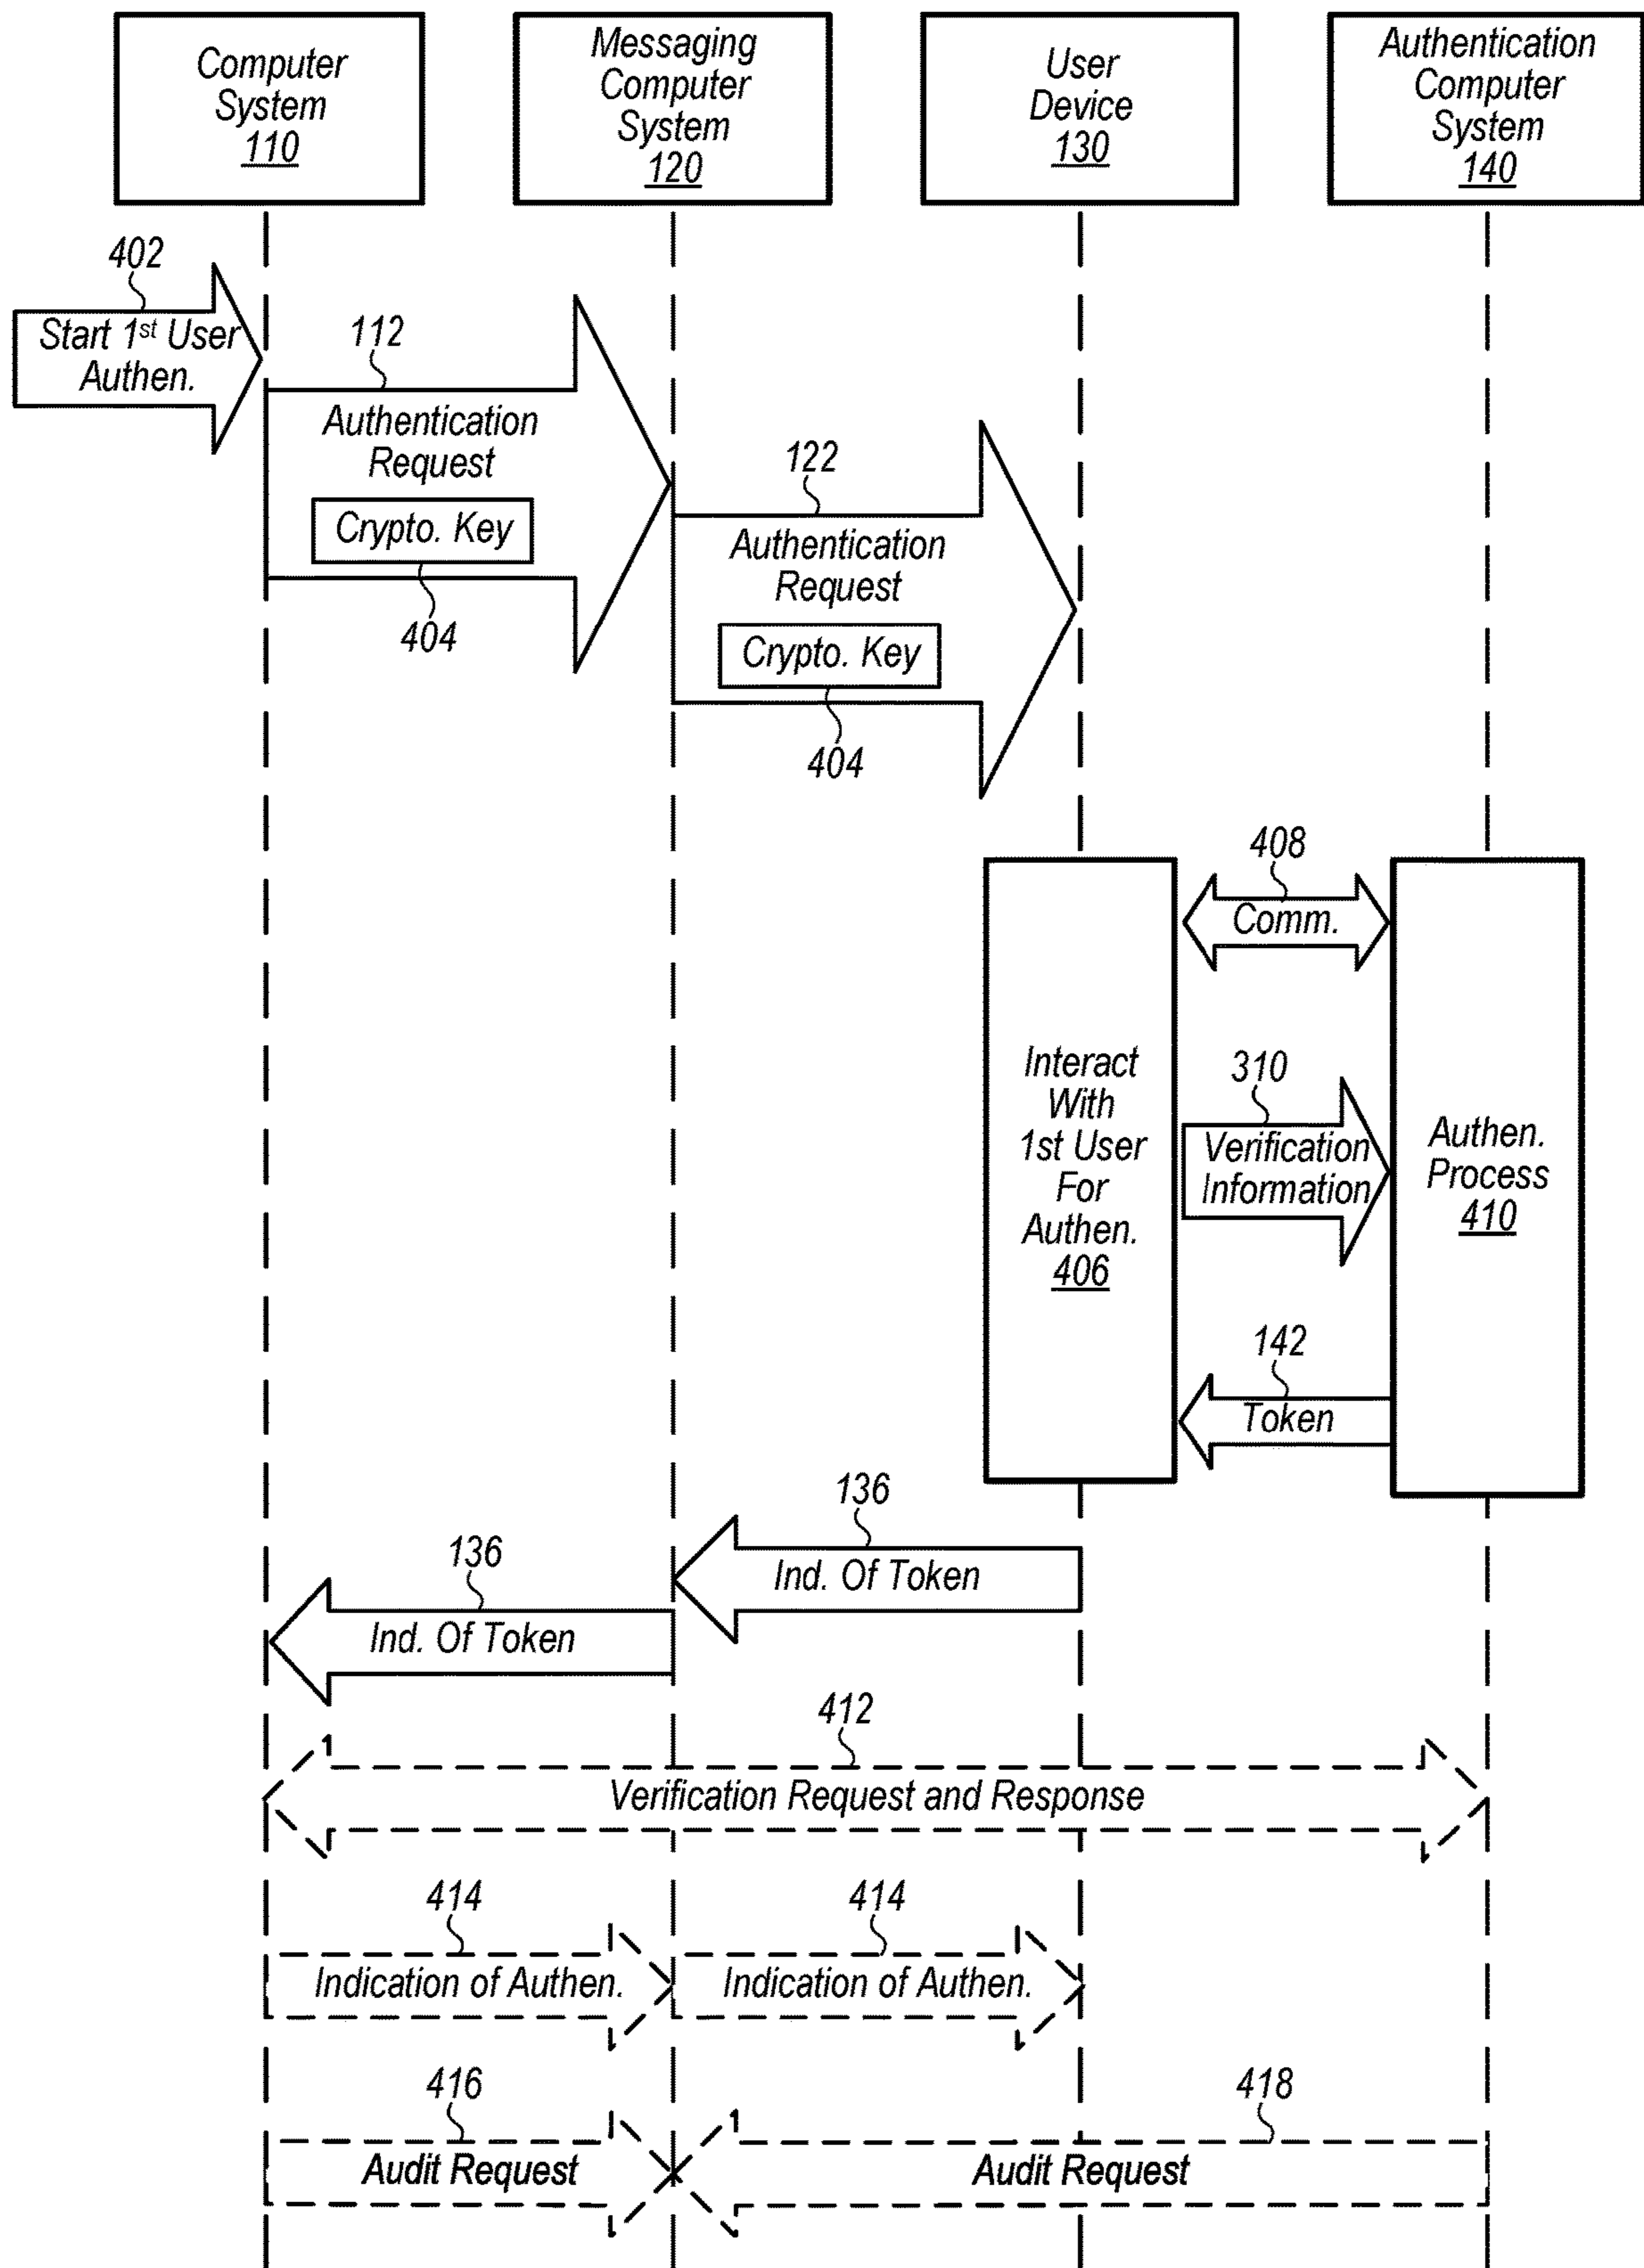 Computer
System
110
Messaging
Computer
System
120
User
Device
130
Authentication
Computer
System
140
402
Start 1st User
Authen.
112
Authentication
Request
Crypto. Key
404
122
Authentication
Request
Crypto. Key
404
Interact
With
1st User
For
Authen.
406
408
Comm.
310
Verification
Information
142
Token
Authen.
Process
410
136
Ind. Of Token
136
Ind. Of Token
412
Verification Request and Response
414
Indication of Authen.
414
Indication of Authen.
416
Audit Request
418
Audit Request